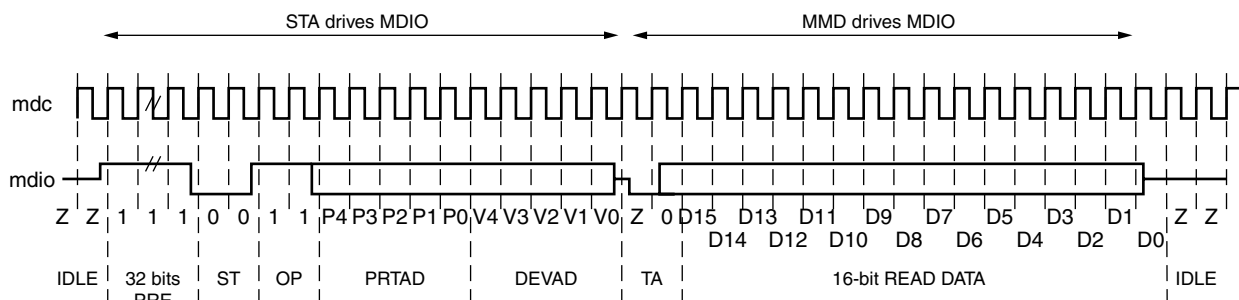 STA drives MDIO MMD drives MDIO
mdc
mdio
Z Z 1 1 1 0 0 1 1 P4 P3 P2 P1 P0 V4 V3 V2 V1 V0 Z 0 D15 D13 D11 D9 D7 D5 D3 D1 Z Z
D14 D12 D10 D8 D6 D4 D2 D0
IDLE 32 bits ST OP PRTAD DEVAD TA 16-bit READ DATA IDLE
PRE